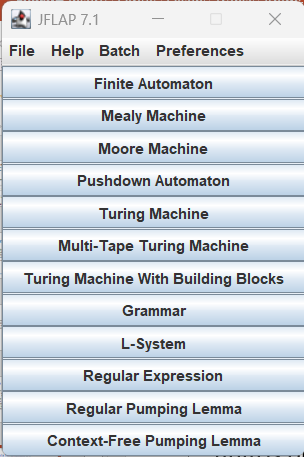 JFLAP 7.1
File Help Batch Preferences
Finite Automaton
Mealy Machine
Moore Machine
Pushdown Automaton
Turing Machine
Multi-Tape Turing Machine
Turing Machine With Building Blocks
Grammar
L-System
Regular Expression
Regular Pumping Lemma
Context-Free Pumping Lemma